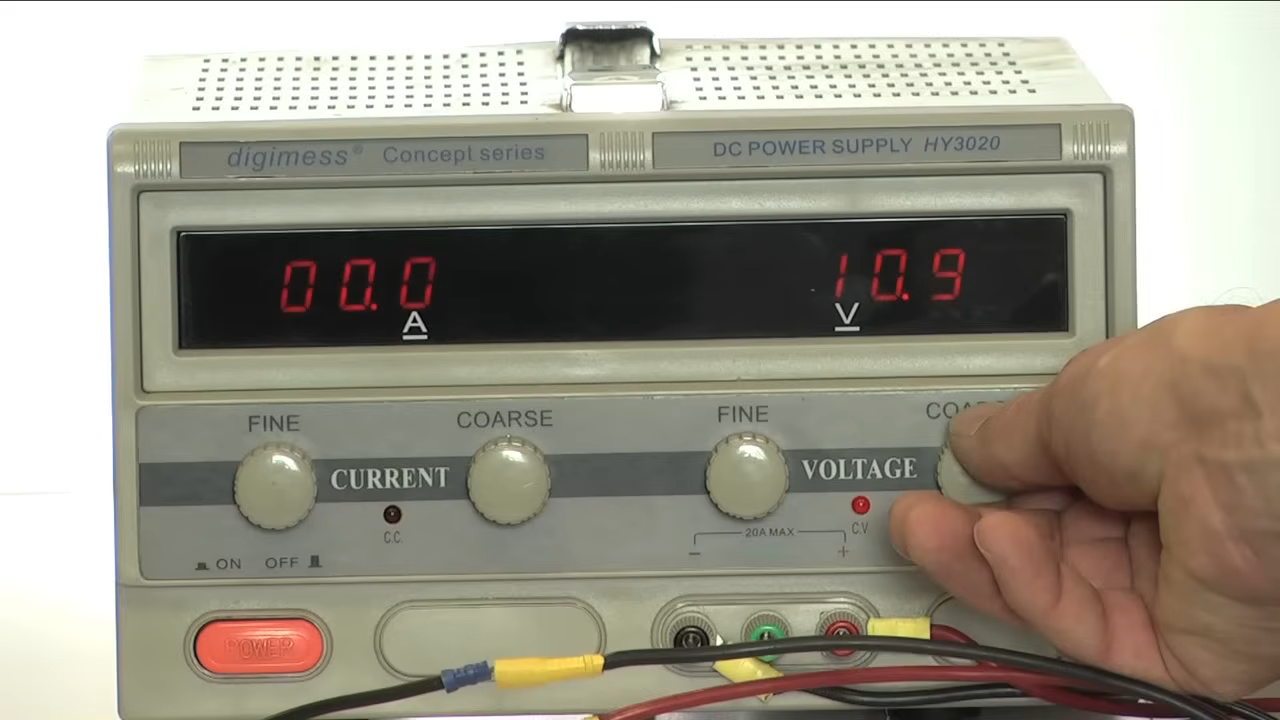 digimess® Concept series
DC POWER SUPPLY HY3020
00.0
A
10.9
V
FINE
COARSE
FINE
CURRENT
VOLTAGE
C.C.
C.V
20A MAX
- +
ON OFF
POWER